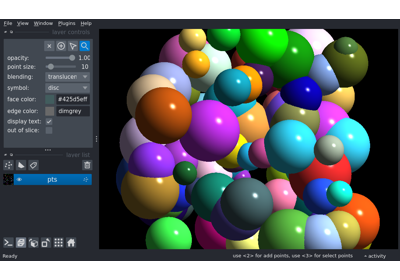 File View Window Plugins Help
layer controls
opacity: 1.00
point size: 10
blending: translucen
symbol: disc
face color: #425d5eff
edge color: dimgrey
display text:
out of slice:
layer list
pts
Ready use <2> for add points, use <3> for select points activity